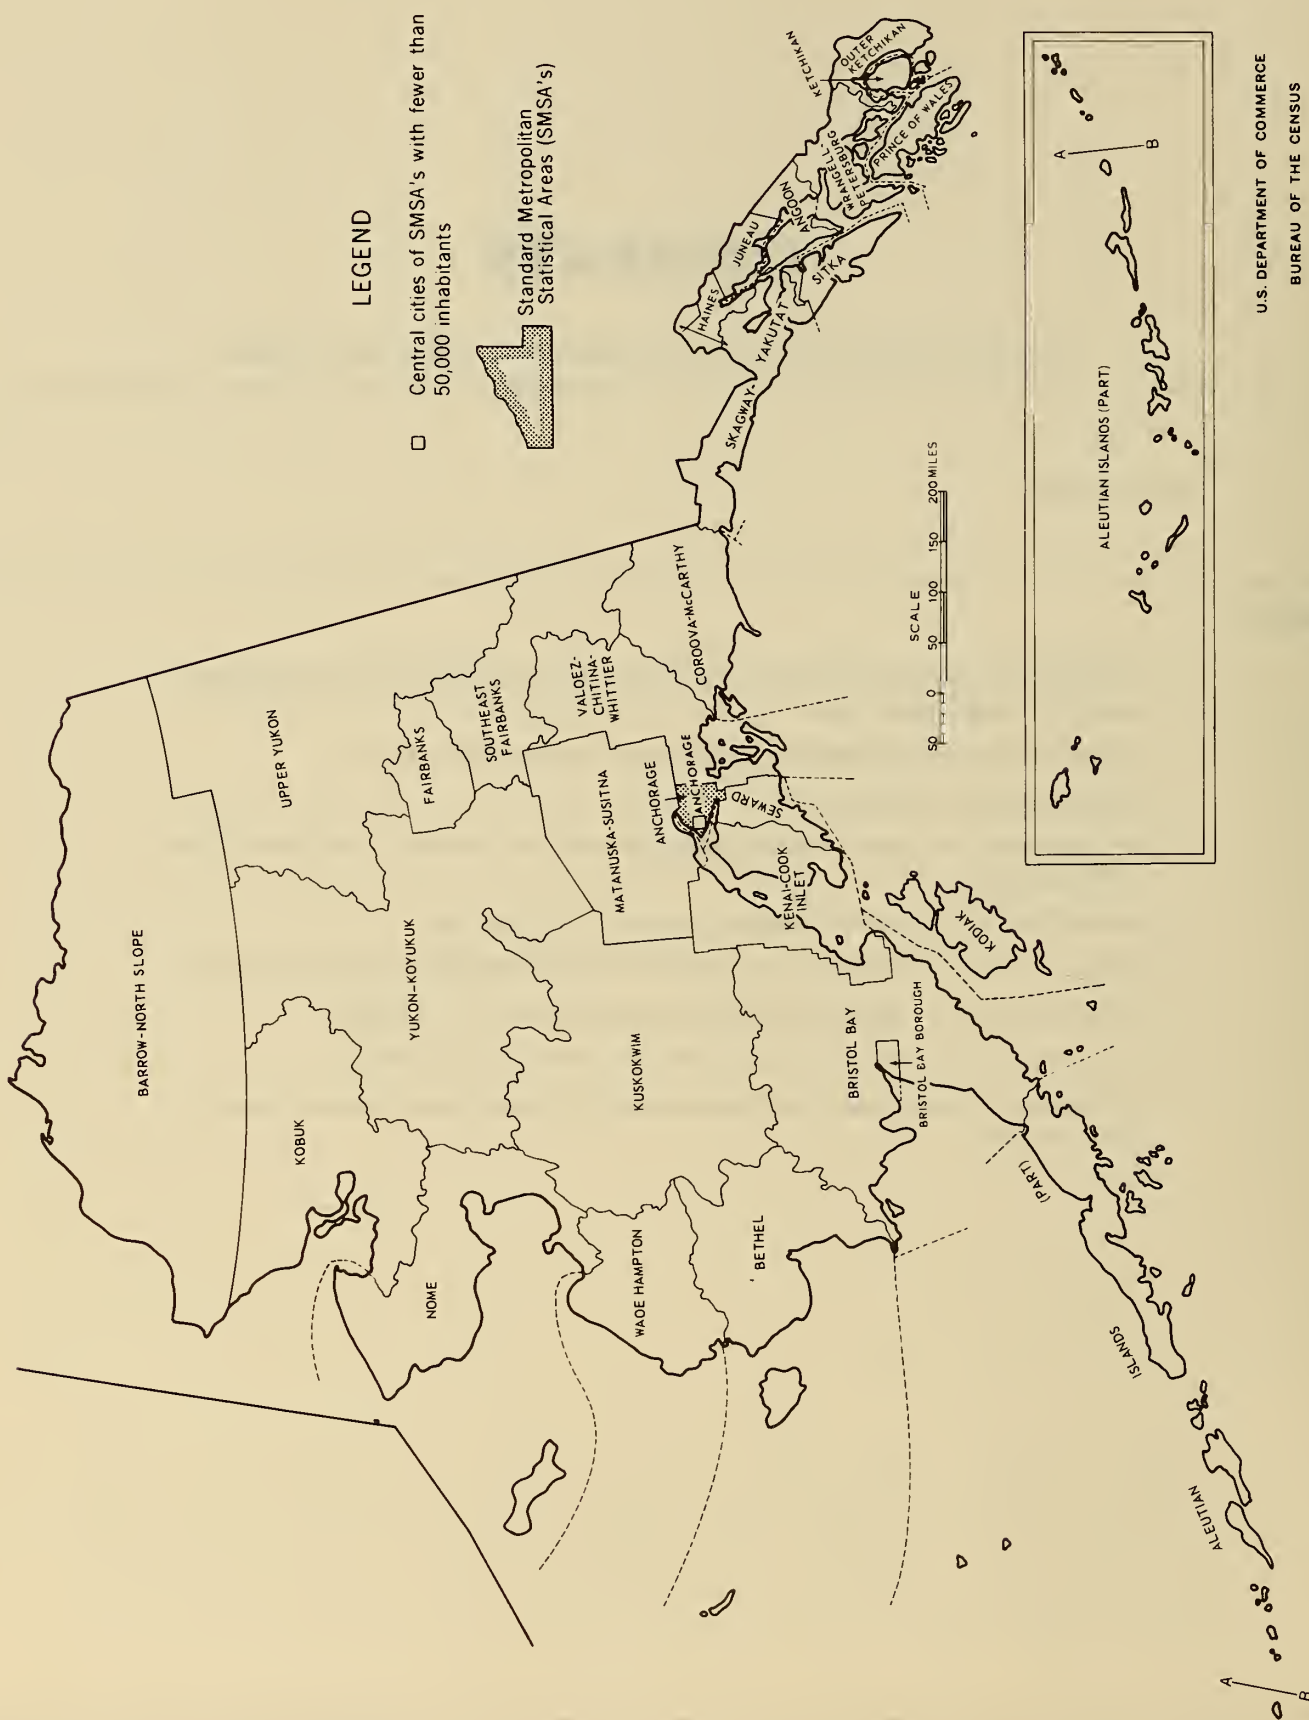 LEGEND
Central cities of SMSA's with fewer than
50,000 inhabitants
Standard Metropolitan
Statistical Areas (SMSA's)
BARROW-NORTH SLOPE
KOBUK
UPPER YUKON
YUKON-KOYUKUK
NOME
FAIRBANKS
SOUTHEAST
FAIRBANKS
WAOE HAMPTON
KUSKOKWIM
MATANUSKA-SUSITNA
VALOEZ-
CHITINA-
WHITTIER
ANCHORAGE
ANCHORAGE
COROOVA-McCARTHY
BETHEL
BRISTOL BAY
BRISTOL BAY BOROUGH
KENAI-COOK
INLET
SEWARD
KODIAK
SKAGWAY-
YAKUTAT
HAINES
JUNEAU
ANGOON
SITKA
WRANGELL-
PETERSBURG
PRINCE OF WALES
KETCHIKAN
OUTER
KETCHIKAN
ALEUTIAN
ISLANDS
(PART)
A
B
SCALE
50 0 50 100 150 200 MILES
ALEUTIAN ISLANDS (PART)
A
B
U.S. DEPARTMENT OF COMMERCE
BUREAU OF THE CENSUS